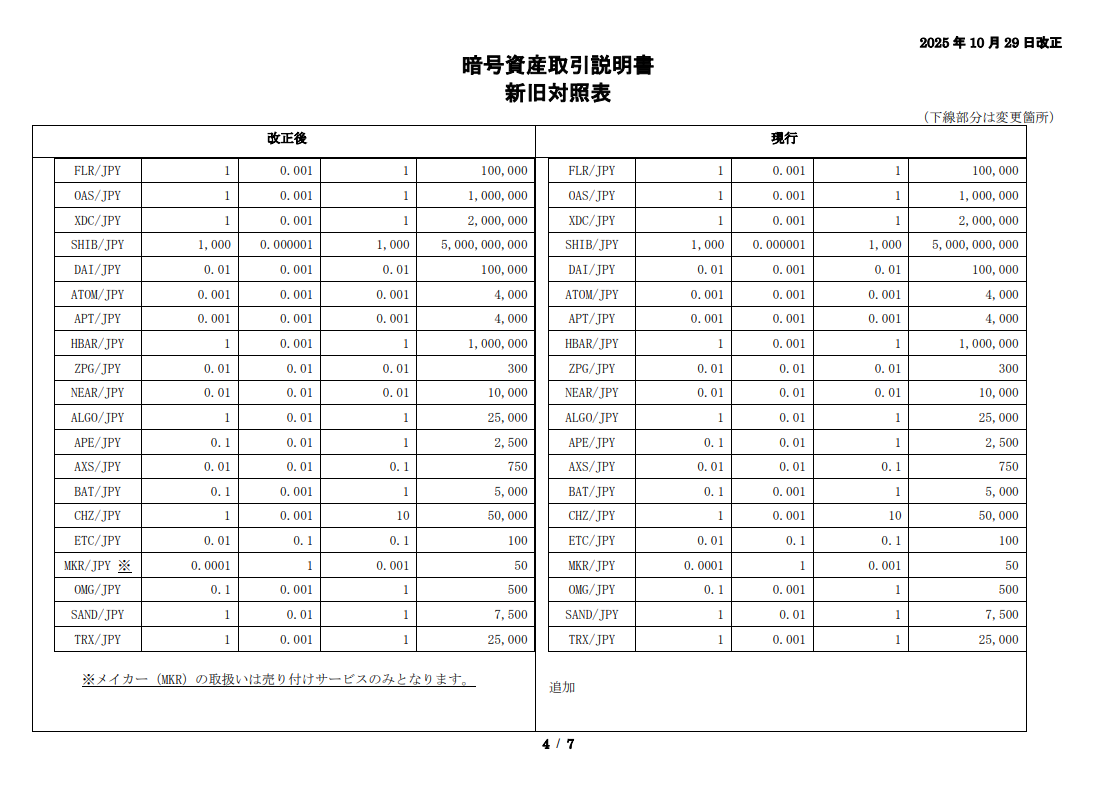 2025 年 10 月 29 日改正
暗号資産取引説明書
新旧対照表
（下線部分は変更箇所）
改正後 現行
FLR/JPY 1 0.001 1 100,000 FLR/JPY 1 0.001 1 100,000
OAS/JPY 1 0.001 1 1,000,000 OAS/JPY 1 0.001 1 1,000,000
XDC/JPY 1 0.001 1 2,000,000 XDC/JPY 1 0.001 1 2,000,000
SHIB/JPY 1,000 0.000001 1,000 5,000,000,000 SHIB/JPY 1,000 0.000001 1,000 5,000,000,000
DAI/JPY 0.01 0.001 0.01 100,000 DAI/JPY 0.01 0.001 0.01 100,000
ATOM/JPY 0.001 0.001 0.001 4,000 ATOM/JPY 0.001 0.001 0.001 4,000
APT/JPY 0.001 0.001 0.001 4,000 APT/JPY 0.001 0.001 0.001 4,000
HBAR/JPY 1 0.001 1 1,000,000 HBAR/JPY 1 0.001 1 1,000,000
ZPG/JPY 0.01 0.01 0.01 300 ZPG/JPY 0.01 0.01 0.01 300
NEAR/JPY 0.01 0.01 0.01 10,000 NEAR/JPY 0.01 0.01 0.01 10,000
ALGO/JPY 1 0.01 1 25,000 ALGO/JPY 1 0.01 1 25,000
APE/JPY 0.1 0.01 1 2,500 APE/JPY 0.1 0.01 1 2,500
AXS/JPY 0.01 0.01 0.1 750 AXS/JPY 0.01 0.01 0.1 750
BAT/JPY 0.1 0.001 1 5,000 BAT/JPY 0.1 0.001 1 5,000
CHZ/JPY 1 0.001 10 50,000 CHZ/JPY 1 0.001 10 50,000
ETC/JPY 0.01 0.1 0.1 100 ETC/JPY 0.01 0.1 0.1 100
MKR/JPY ※ 0.0001 1 0.001 50 MKR/JPY 0.0001 1 0.001 50
OMG/JPY 0.1 0.001 1 500 OMG/JPY 0.1 0.001 1 500
SAND/JPY 1 0.01 1 7,500 SAND/JPY 1 0.01 1 7,500
TRX/JPY 1 0.001 1 25,000 TRX/JPY 1 0.001 1 25,000
※メイカー（MKR）の取扱いは売り付けサービスのみとなります。
追加
4 / 7